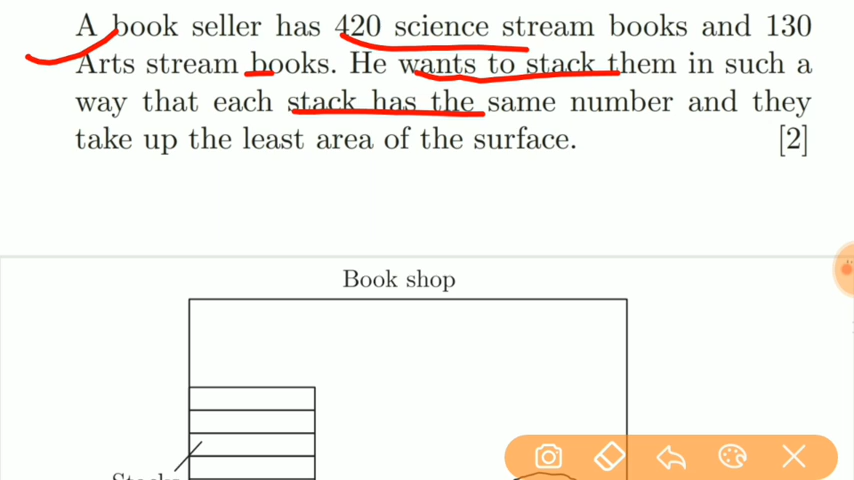 A book seller has 420 science stream books and 130
Arts stream books. He wants to stack them in such a
way that each stack has the same number and they
take up the least area of the surface. [2]
Book shop